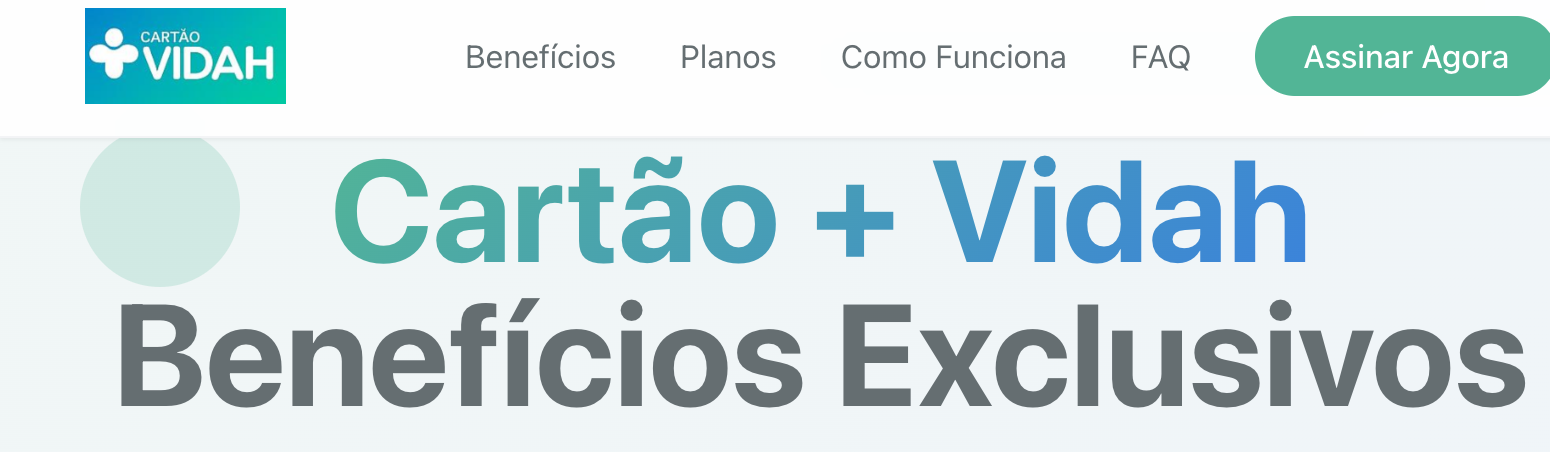 CARTÃO
VIDAH
Benefícios Planos Como Funciona FAQ Assinar Agora
Cartão + Vidah
Benefícios Exclusivos